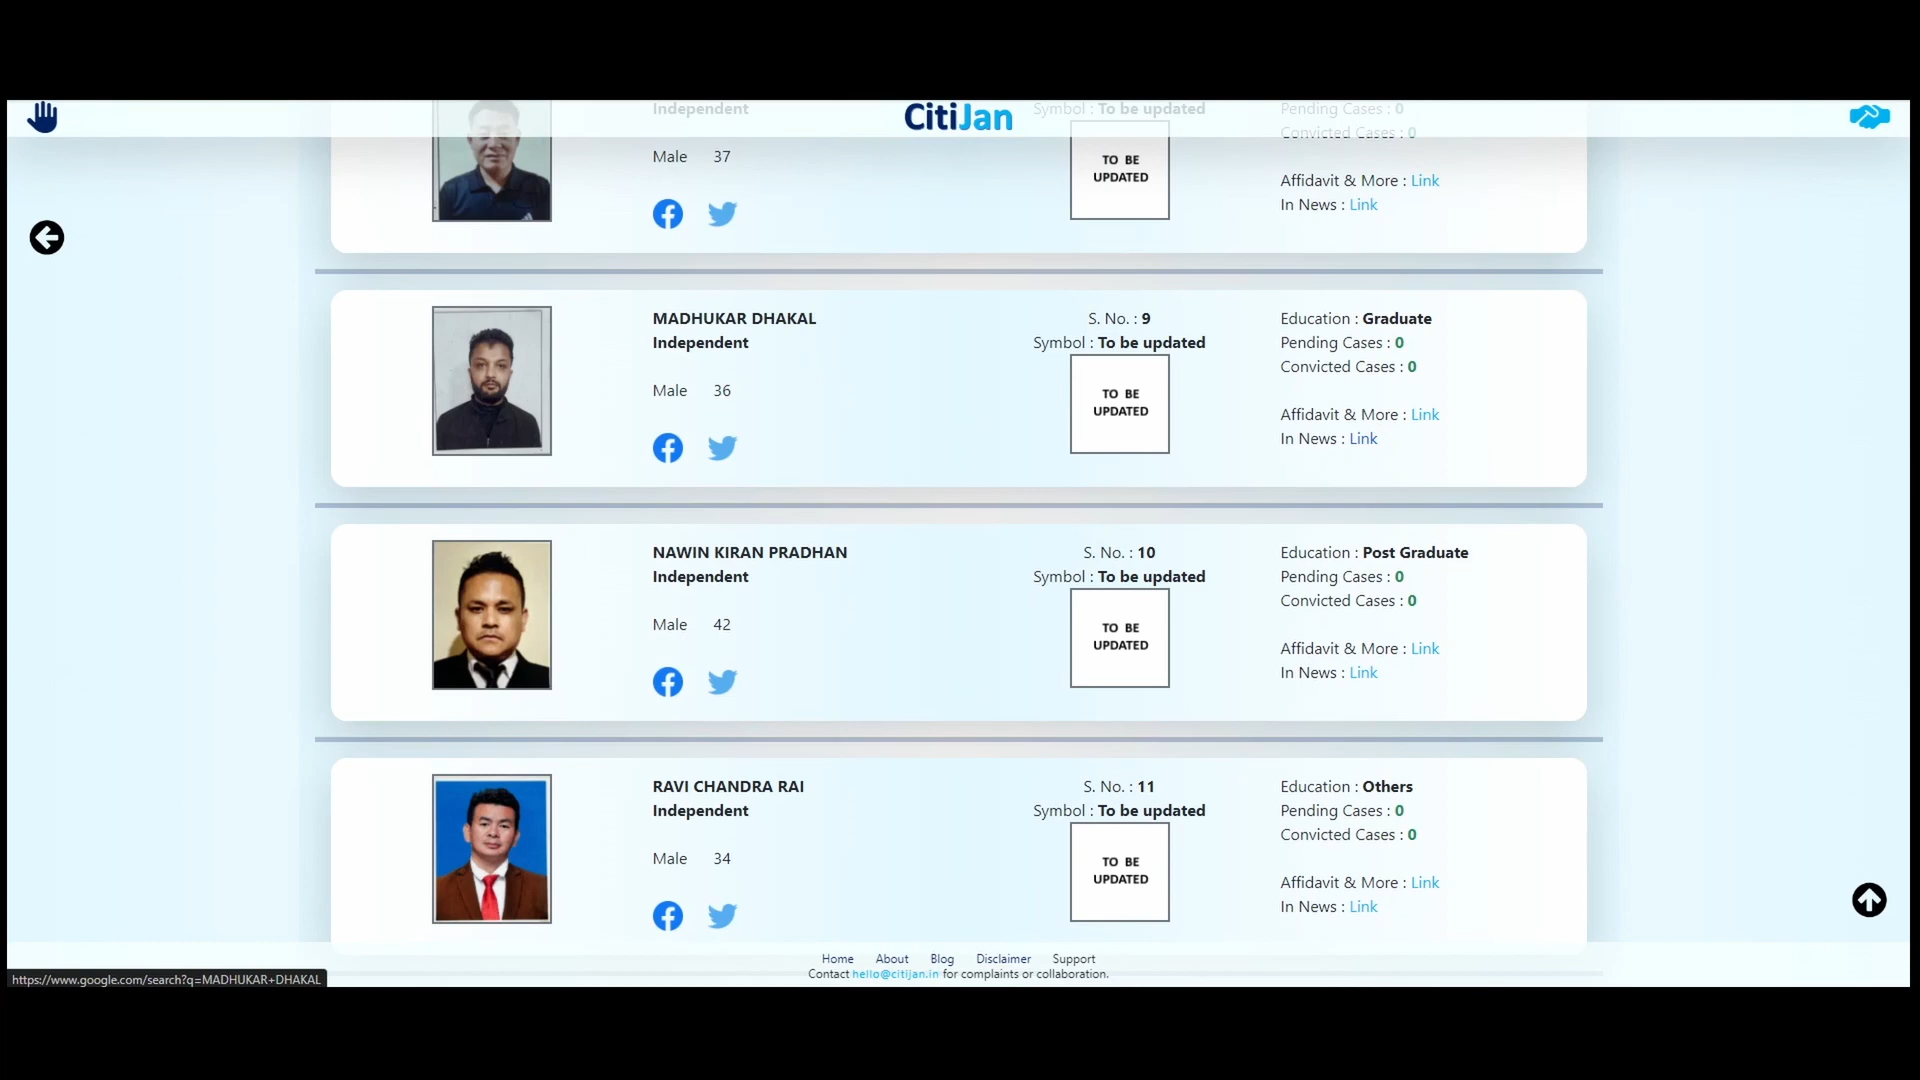 CitiJan
Independent
Symbol : To be updated
Pending Cases : 0
Convicted Cases : 0
Male 37
TO BE
UPDATED
Affidavit & More : Link
In News : Link
MADHUKAR DHAKAL
Independent
Male 36
S. No. : 9
Symbol : To be updated
TO BE
UPDATED
Education : Graduate
Pending Cases : 0
Convicted Cases : 0
Affidavit & More : Link
In News : Link
NAWIN KIRAN PRADHAN
Independent
Male 42
S. No. : 10
Symbol : To be updated
TO BE
UPDATED
Education : Post Graduate
Pending Cases : 0
Convicted Cases : 0
Affidavit & More : Link
In News : Link
RAVI CHANDRA RAI
Independent
Male 34
S. No. : 11
Symbol : To be updated
TO BE
UPDATED
Education : Others
Pending Cases : 0
Convicted Cases : 0
Affidavit & More : Link
In News : Link
Home About Blog Disclaimer Support
Contact hello@citijan.in for complaints or collaboration.
https://www.google.com/search?q=MADHUKAR+DHAKAL